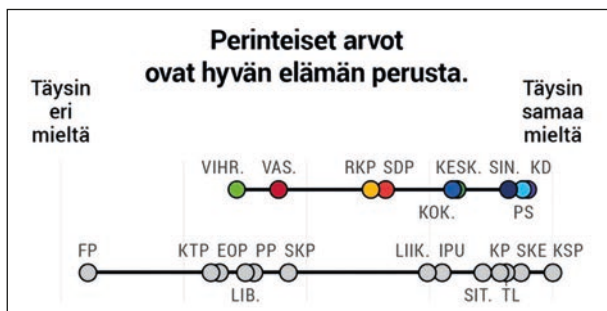 Perinteiset arvot
ovat hyvän elämän perusta.
Täysin
eri
mieltä
Täysin
samaa
mieltä
VIHR. VAS. RKP SDP KESK. SIN. KD
KOK. PS
FP KTP EOP PP SKP LIIK. IPU KP SKE KSP
LIB. SIT. TL